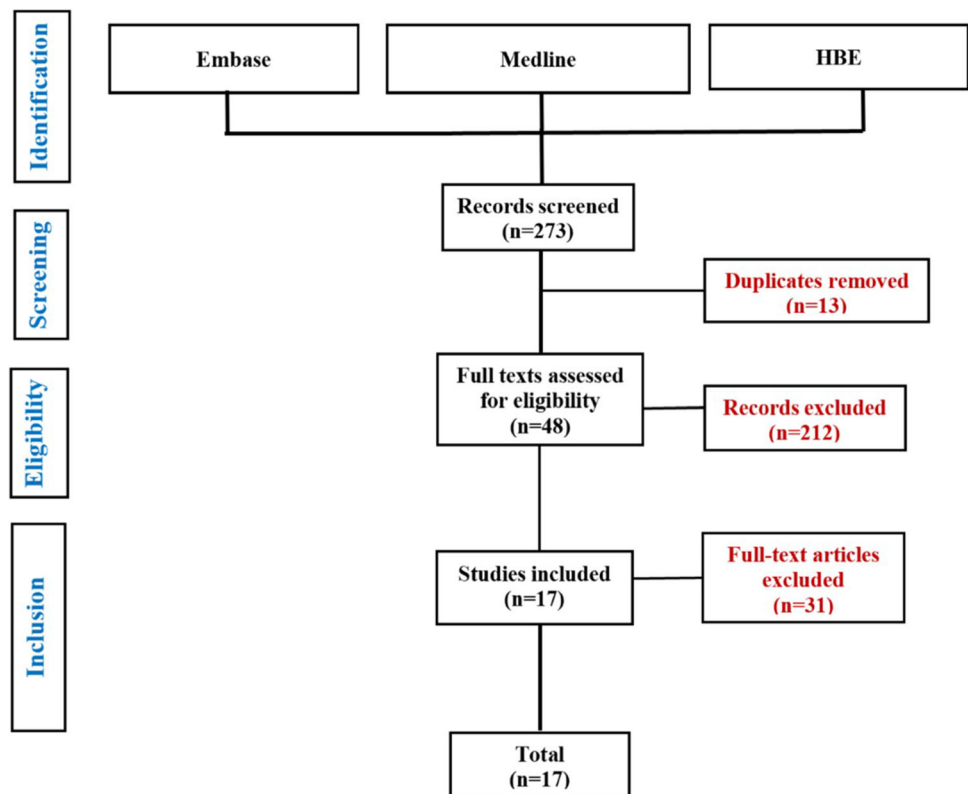 Identification
Embase
Medline
HBE
Screening
Records screened
(n=273)
Duplicates removed
(n=13)
Eligibility
Full texts assessed
for eligibility
(n=48)
Records excluded
(n=212)
Inclusion
Studies included
(n=17)
Full-text articles
excluded
(n=31)
Total
(n=17)